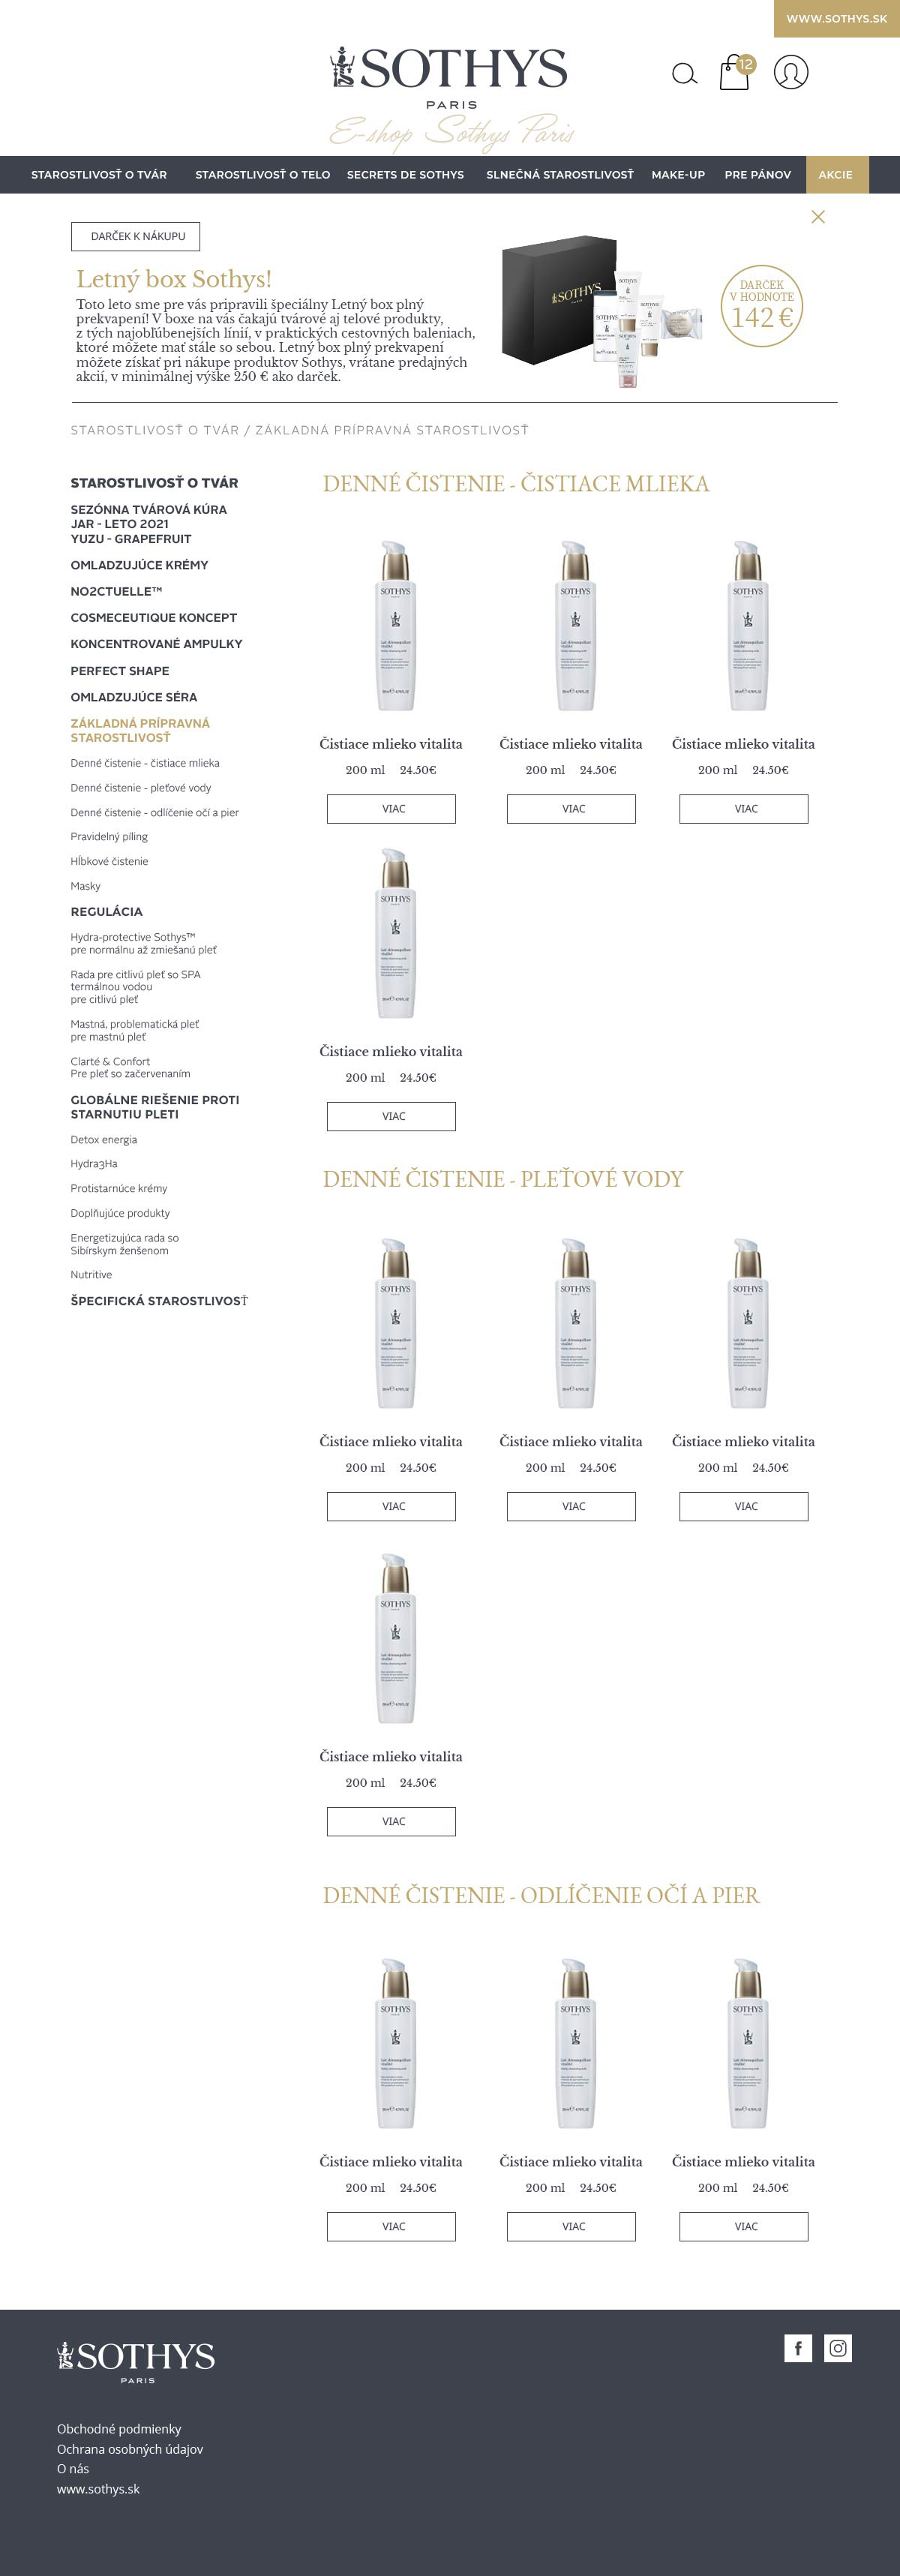 WWW.SOTHYS.SK
SOTHYS
PARIS
E-shop Sothys Paris
12
STAROSTLIVOSŤ O TVÁR STAROSTLIVOSŤ O TELO SECRETS DE SOTHYS SLNEČNÁ STAROSTLIVOSŤ MAKE-UP PRE PÁNOV AKCIE
DARČEK K NÁKUPU
Letný box Sothys!
Toto leto sme pre vás pripravili špeciálny Letný box plný
prekvapení! V boxe na vás čakajú tvárové aj telové produkty,
z tých najobľúbenejších línií, v praktických cestovných baleniach,
ktoré môžete mať stále so sebou. Letný box plný prekvapení
môžete získať pri nákupe produktov Sothys, vrátane predajných
akcií, v minimálnej výške 250 € ako darček.
SOTHYS
DARČEK
V HODNOTE
142 €
STAROSTLIVOSŤ O TVÁR / ZÁKLADNÁ PRÍPRAVNÁ STAROSTLIVOSŤ
STAROSTLIVOSŤ O TVÁR
SEZÓNNA TVÁROVÁ KÚRA
JAR - LETO 2021
YUZU - GRAPEFRUIT
OMLADZUJÚCE KRÉMY
NO2CTUELLE™
COSMECEUTIQUE KONCEPT
KONCENTROVANÉ AMPULKY
PERFECT SHAPE
OMLADZUJÚCE SÉRA
ZÁKLADNÁ PRÍPRAVNÁ
STAROSTLIVOSŤ
Denné čistenie - čistiace mlieka
Denné čistenie - pleťové vody
Denné čistenie - odlíčenie očí a pier
Pravidelný píling
Hĺbkové čistenie
Masky
REGULÁCIA
Hydra-protective Sothys™
pre normálnu až zmiešanú pleť
Rada pre citlivú pleť so SPA
termálnou vodou
pre citlivú pleť
Mastná, problematická pleť
pre mastnú pleť
Clarté & Confort
Pre pleť so začervenaním
GLOBÁLNE RIEŠENIE PROTI
STARNUTIU PLETI
Detox energia
Hydra3Ha
Protistarnúce krémy
Doplňujúce produkty
Energetizujúca rada so
Sibírskym ženšenom
Nutritive
ŠPECIFICKÁ STAROSTLIVOSŤ
DENNÉ ČISTENIE - ČISTIACE MLIEKA
SOTHYS SOTHYS SOTHYS
Čistiace mlieko vitalita Čistiace mlieko vitalita Čistiace mlieko vitalita
200 ml 24.50€ 200 ml 24.50€ 200 ml 24.50€
VIAC VIAC VIAC
SOTHYS
Čistiace mlieko vitalita
200 ml 24.50€
VIAC
DENNÉ ČISTENIE - PLEŤOVÉ VODY
SOTHYS SOTHYS SOTHYS
Čistiace mlieko vitalita Čistiace mlieko vitalita Čistiace mlieko vitalita
200 ml 24.50€ 200 ml 24.50€ 200 ml 24.50€
VIAC VIAC VIAC
SOTHYS
Čistiace mlieko vitalita
200 ml 24.50€
VIAC
DENNÉ ČISTENIE - ODLÍČENIE OČÍ A PIER
SOTHYS SOTHYS SOTHYS
Čistiace mlieko vitalita Čistiace mlieko vitalita Čistiace mlieko vitalita
200 ml 24.50€ 200 ml 24.50€ 200 ml 24.50€
VIAC VIAC VIAC
SOTHYS
PARIS
Obchodné podmienky
Ochrana osobných údajov
O nás
www.sothys.sk